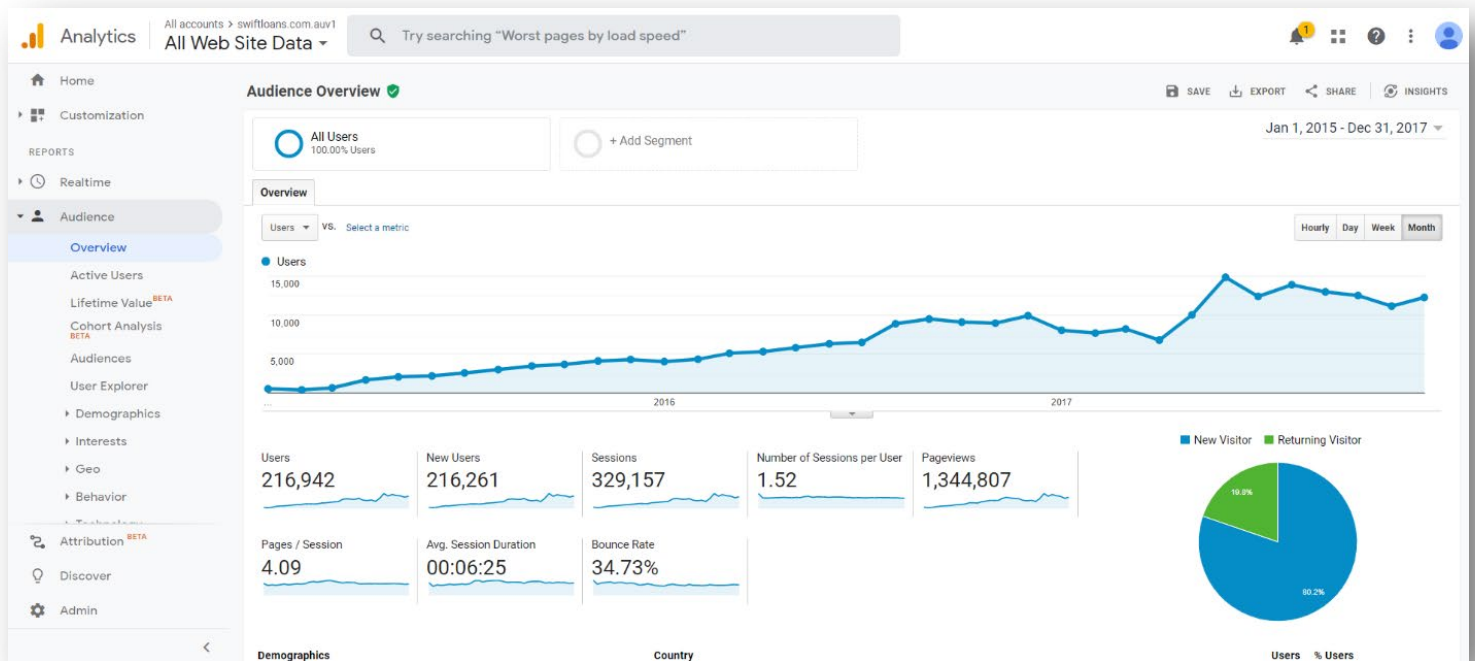 All accounts > swiftloans.com.auv1
Analytics
All Web Site Data
Try searching “Worst pages by load speed”
1
Home
Customization
REPORTS
Realtime
Audience
Overview
Active Users
Lifetime Value BETA
Cohort Analysis
BETA
Audiences
User Explorer
Demographics
Interests
Geo
Behavior
Technology
Attribution BETA
Discover
Admin
Audience Overview
SAVE
EXPORT
SHARE
INSIGHTS
All Users
100.00% Users
+ Add Segment
Jan 1, 2015 - Dec 31, 2017
Overview
Users
VS.
Select a metric
Hourly
Day
Week
Month
Users
15,000
10,000
5,000
...
2016
2017
Users
216,942
New Users
216,261
Sessions
329,157
Number of Sessions per User
1.52
Pageviews
1,344,807
Pages / Session
4.09
Avg. Session Duration
00:06:25
Bounce Rate
34.73%
New Visitor
Returning Visitor
19.8%
80.2%
Demographics
Country
Users
% Users